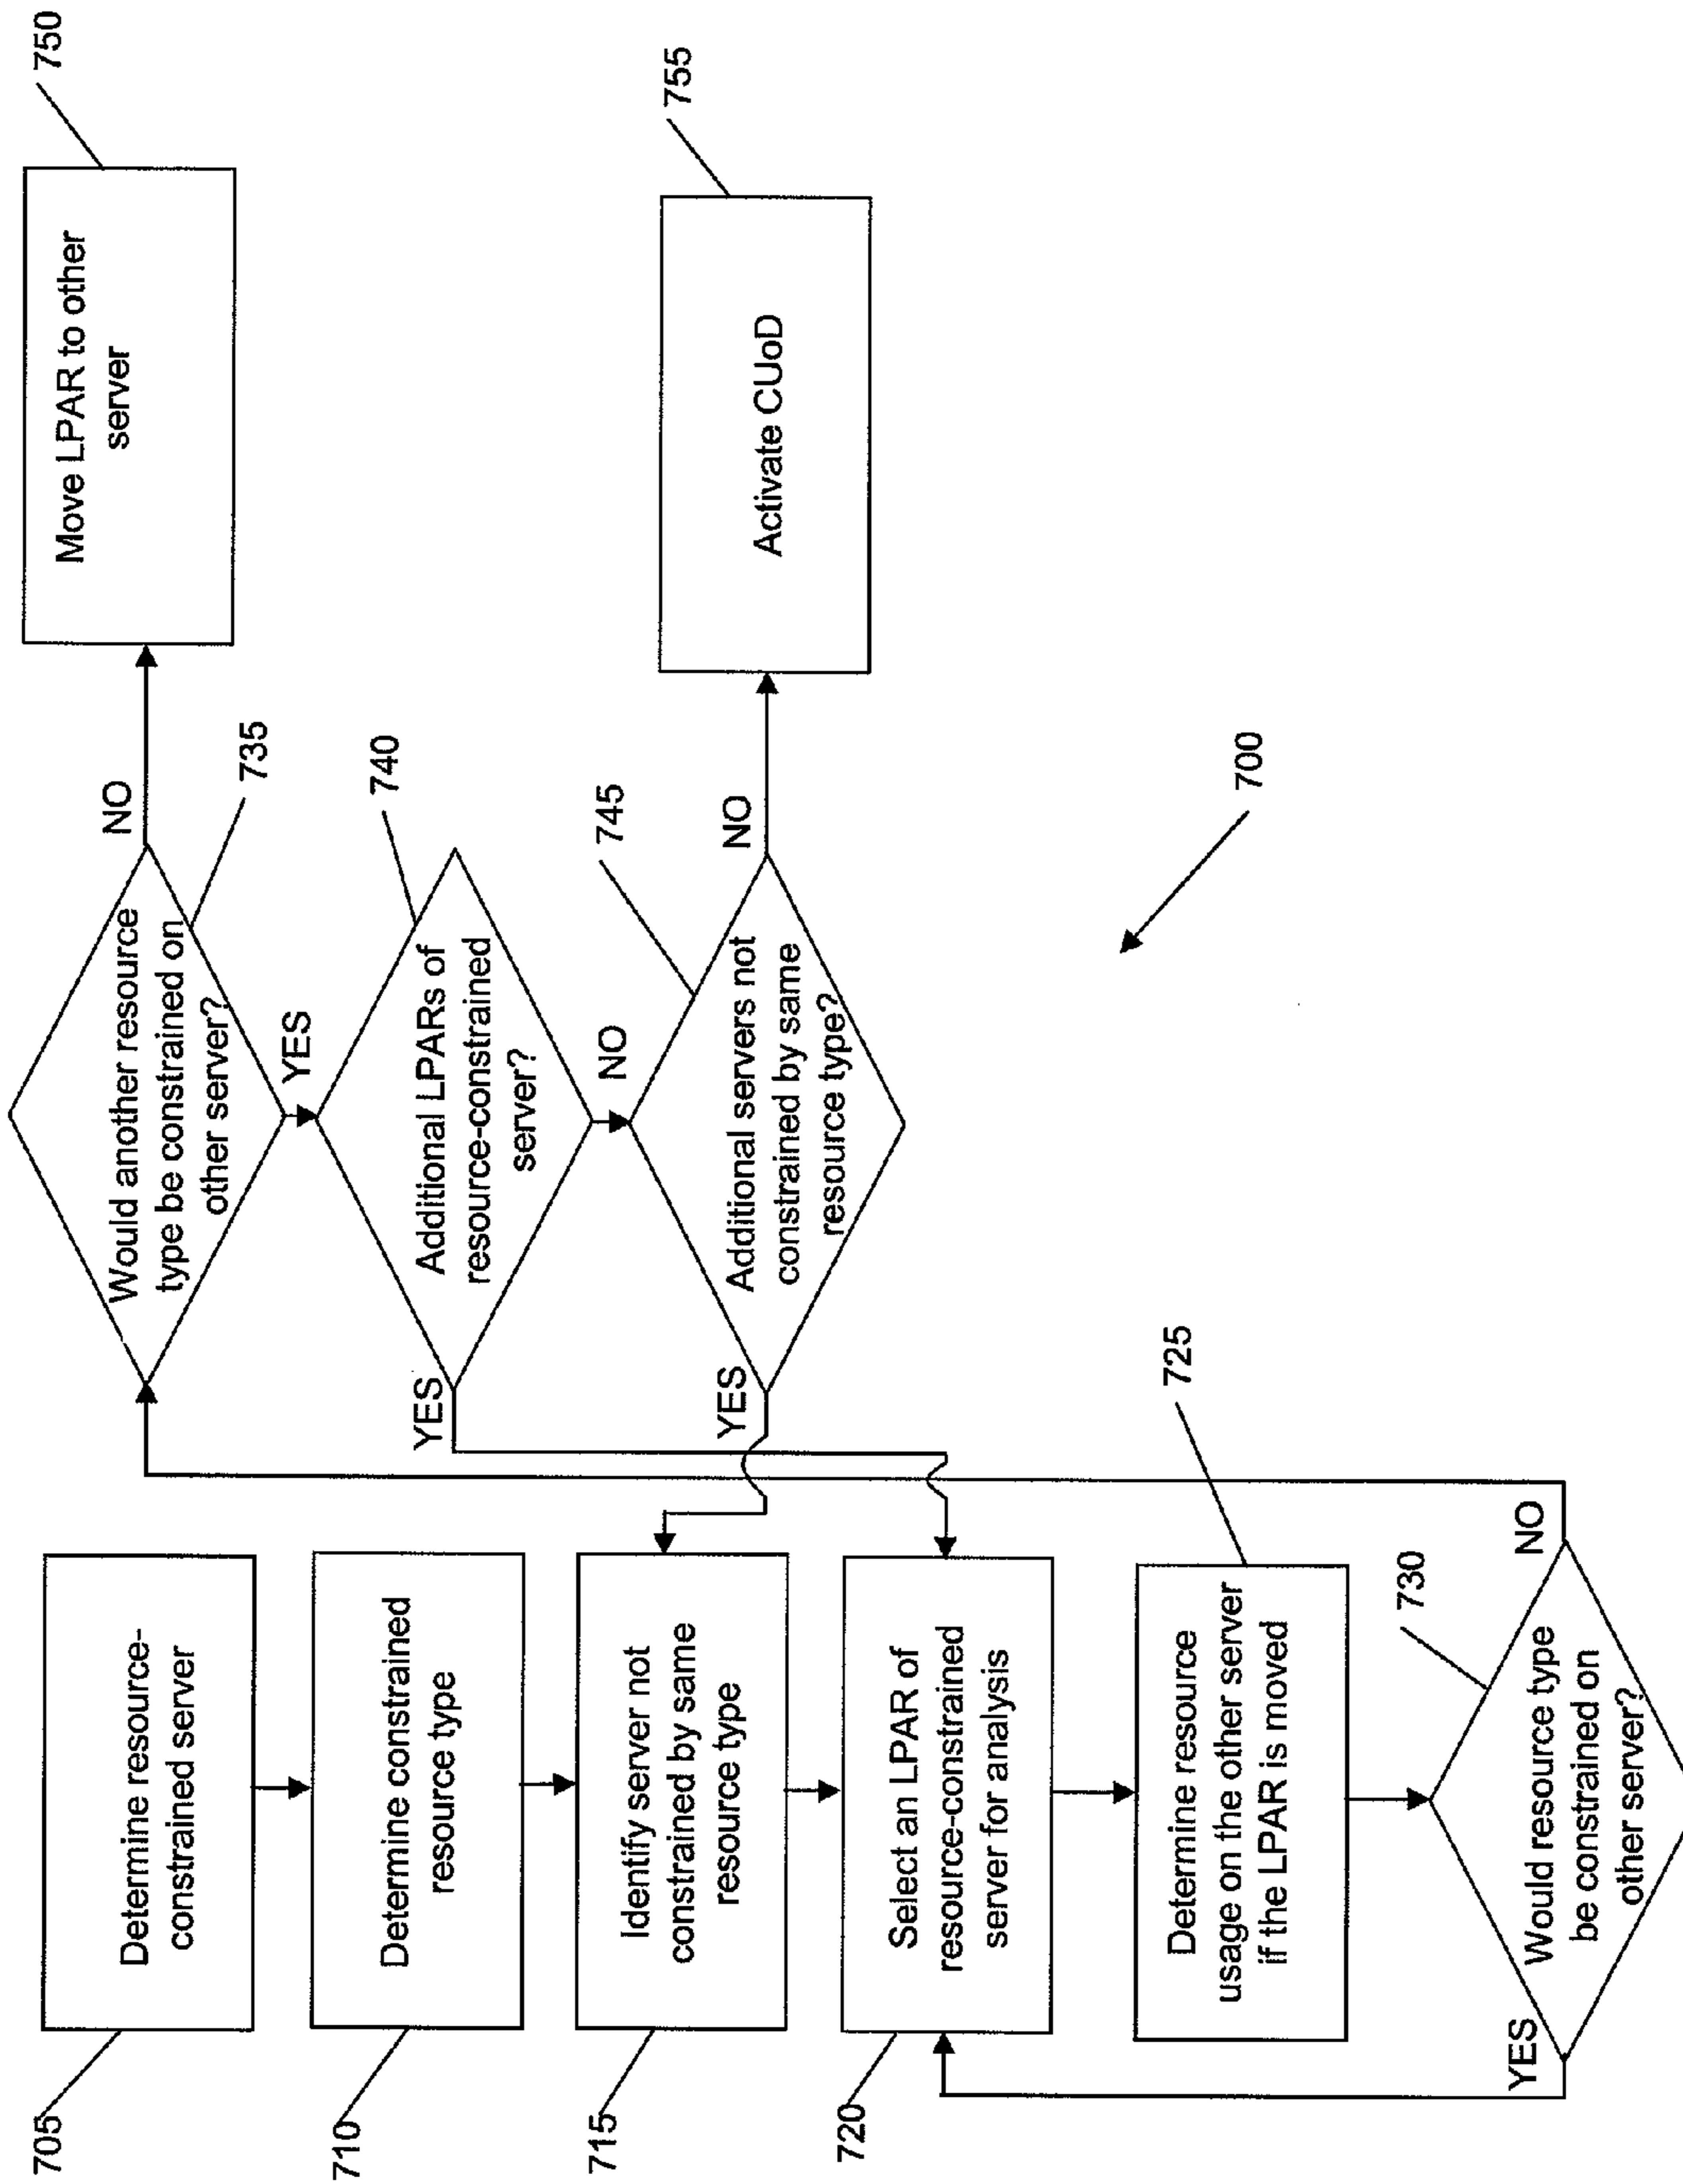 705
Determine resource-
constrained server
710
Determine constrained
resource type
715
Identify server not
constrained by same
resource type
720
Select an LPAR of
resource-constrained
server for analysis
725
Determine resource
usage on the other server
if the LPAR is moved
730
Would resource type
be constrained on
other server?
YES
NO
735
Would another resource
type be constrained on
other server?
NO
YES
740
Additional LPARs of
resource-constrained
server?
YES
NO
745
Additional servers not
constrained by same
resource type?
YES
NO
750
Move LPAR to other
server
755
Activate CUoD
700